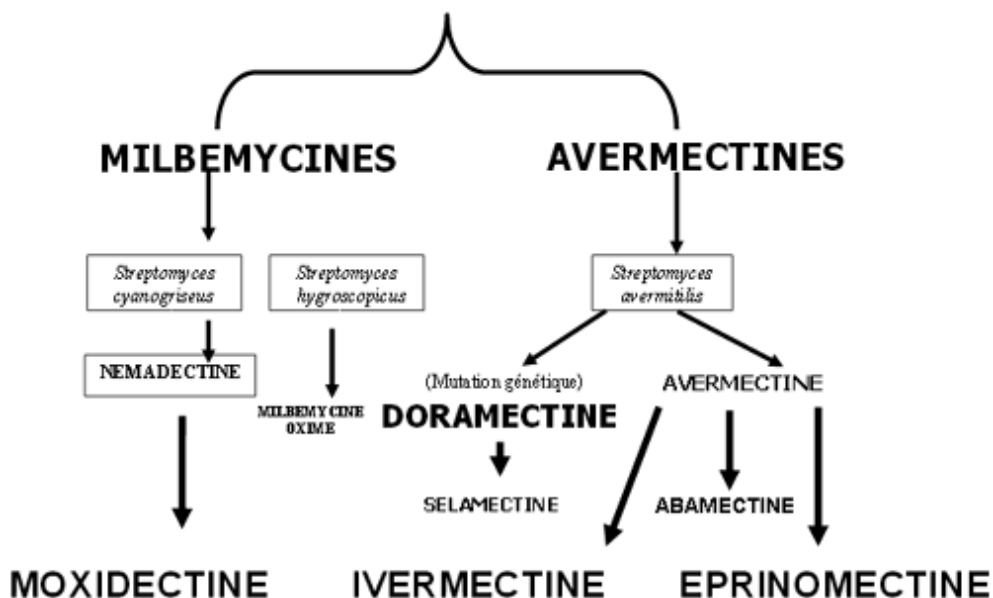 MILBEMYCINES
AVERMECTINES
Streptomyces
cyanogriseus
Streptomyces
hygroscopicus
Streptomyces
avermitilis
NEMADECTINE
MILBEMYCINE
OXIME
(Mutation génétique)
DORAMECTINE
AVERMECTINE
SELAMECTINE
ABAMECTINE
MOXIDECTINE
IVERMECTINE
EPRINOMECTINE